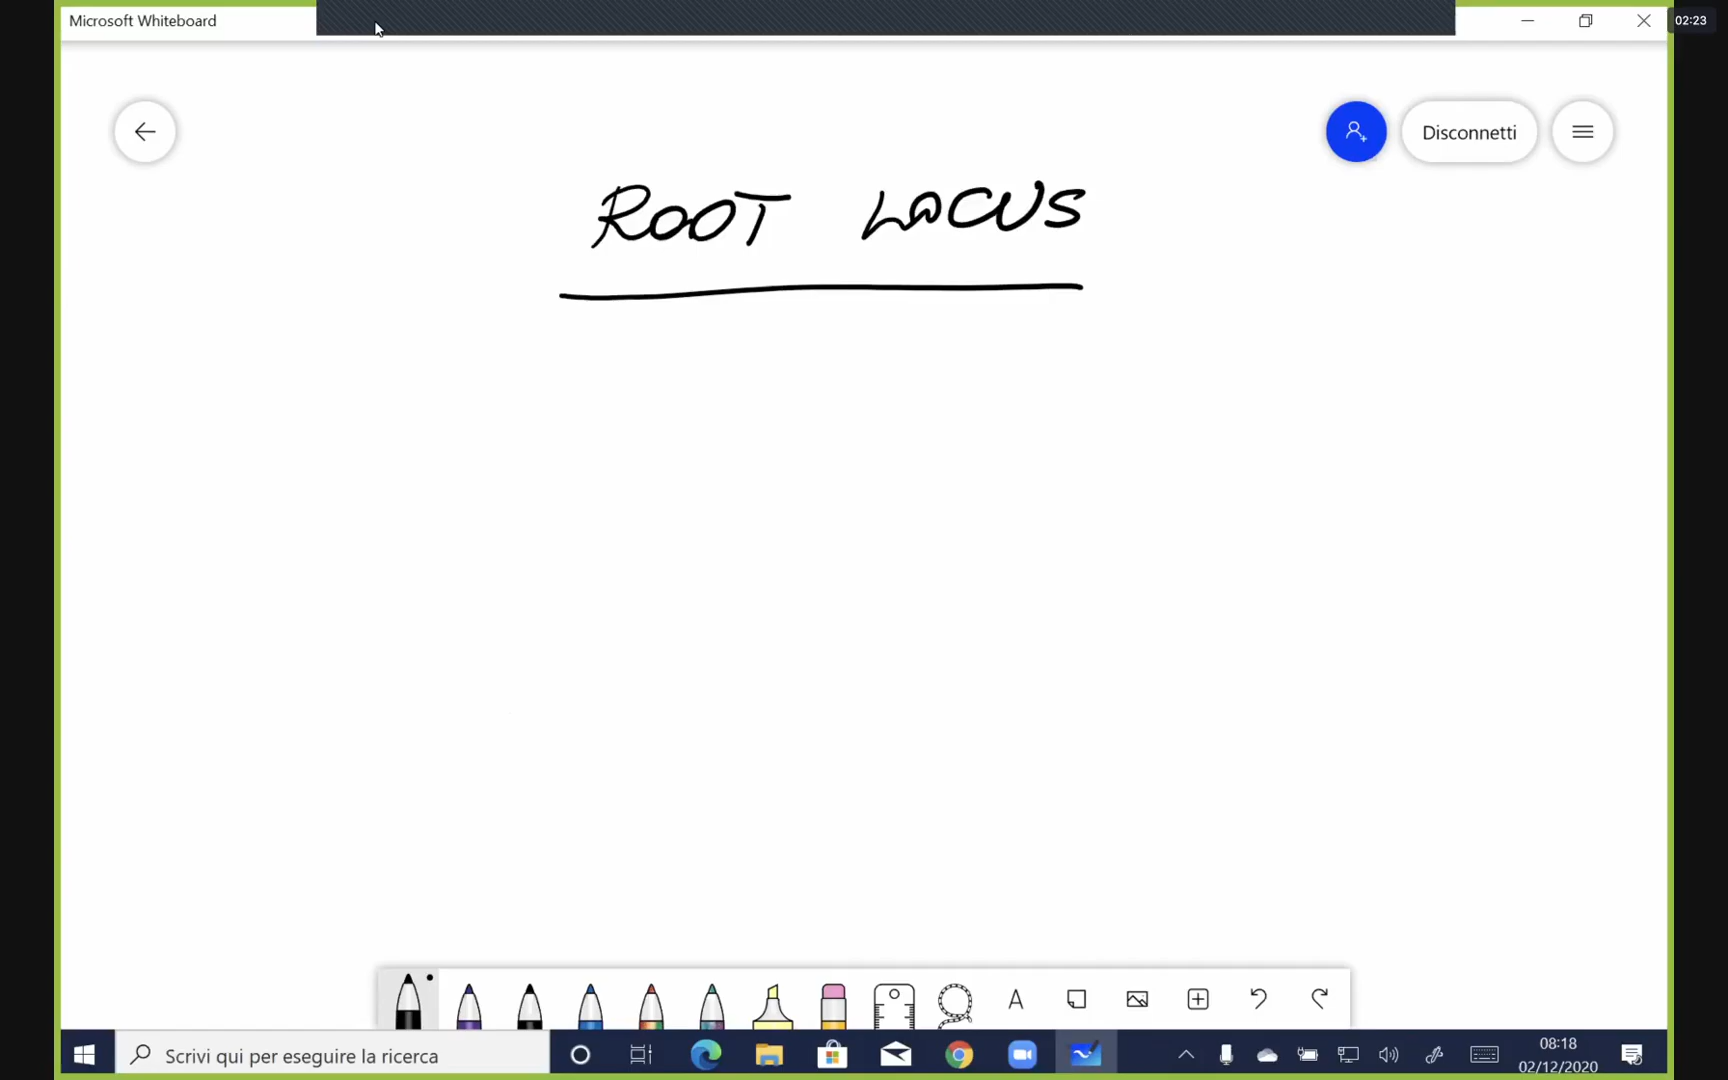 Microsoft Whiteboard
02:23
Disconnetti
ROOT LOCUS
A
Scrivi qui per eseguire la ricerca
08:18
02/12/2020